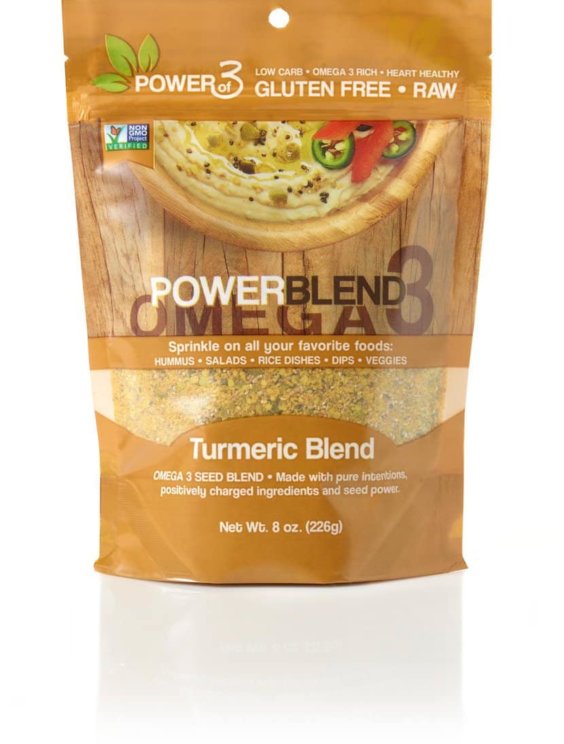 POWER of 3
LOW CARB • OMEGA 3 RICH • HEART HEALTHY
GLUTEN FREE • RAW
NON
GMO
Project
VERIFIED
POWERBLEND
OMEGA 3
Sprinkle on all your favorite foods:
HUMMUS • SALADS • RICE DISHES • DIPS • VEGGIES
Turmeric Blend
OMEGA 3 SEED BLEND • Made with pure intentions,
positively charged ingredients and seed power.
Net Wt. 8 oz. (226g)